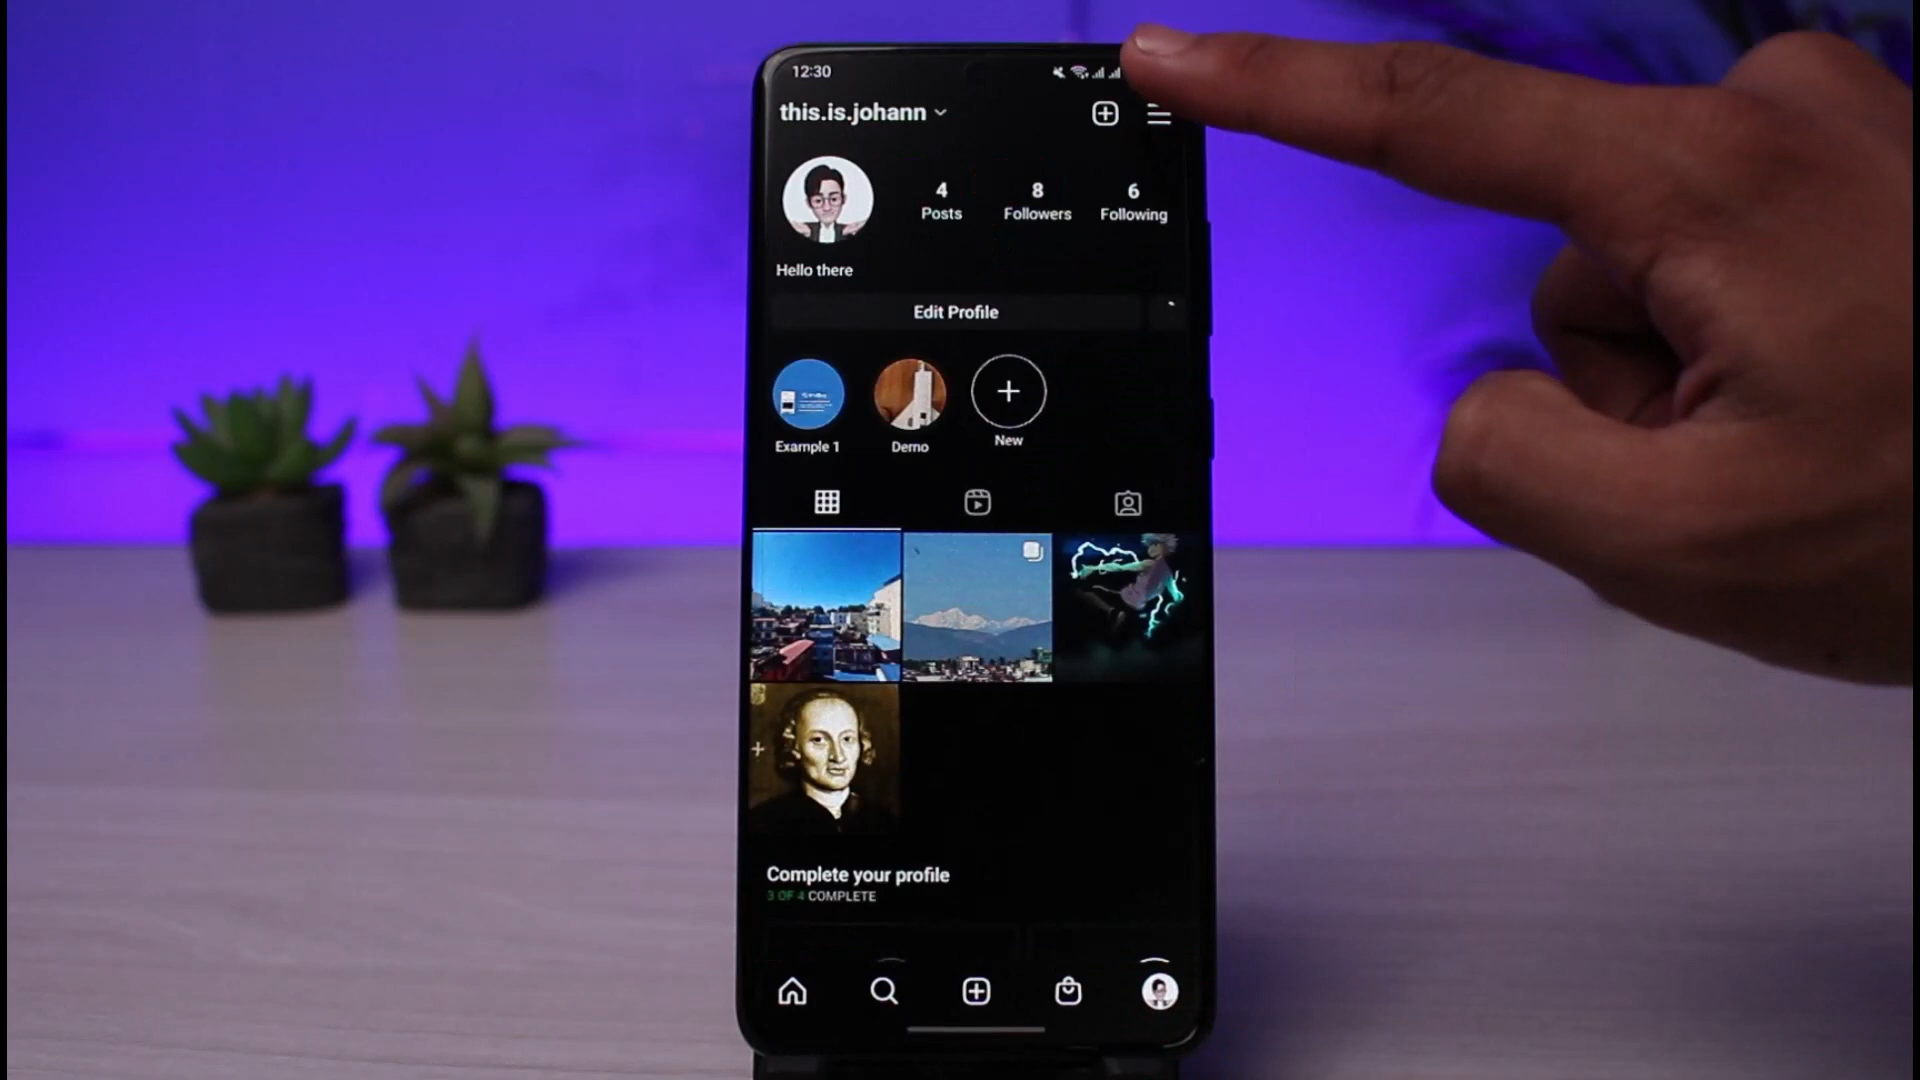 12:30
this.is.johann
4
Posts
8
Followers
6
Following
Hello there
Edit Profile
Example 1
Demo
New
Complete your profile
3 OF 4 COMPLETE